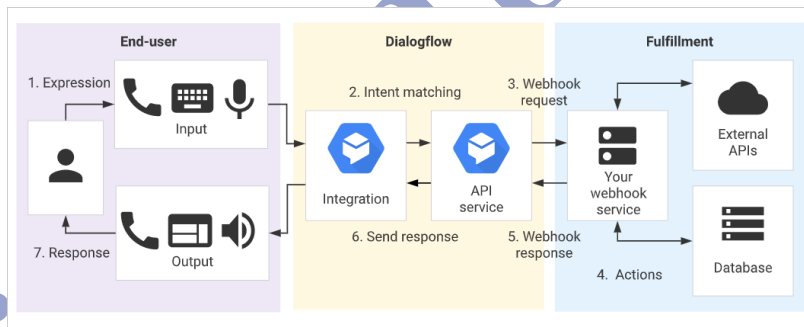 End-user
Dialogflow
Fulfillment
1. Expression
Input
2. Intent matching
3. Webhook
request
Integration
API
service
Your
webhook
service
External
APIs
7. Response
Output
6. Send response
5. Webhook
response
4. Actions
Database